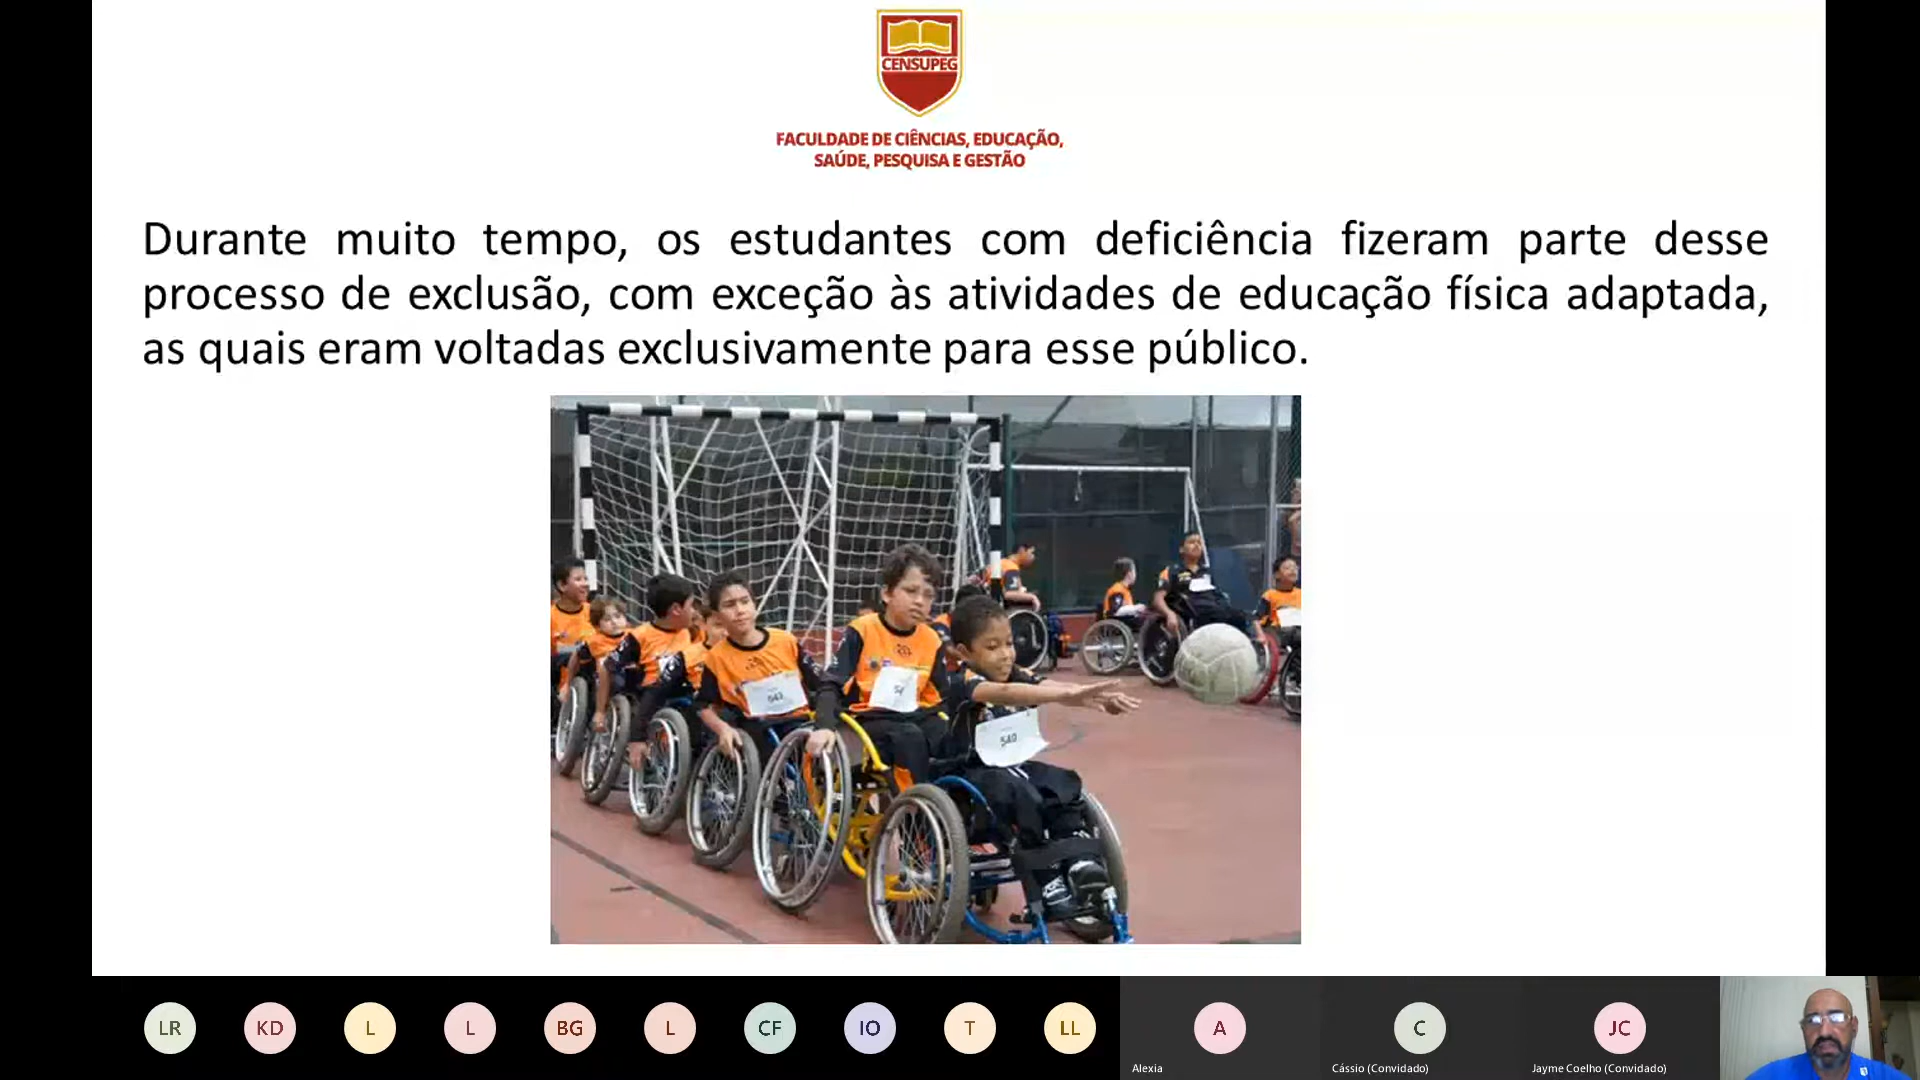 CENSUPEG
FACULDADE DE CIÊNCIAS, EDUCAÇÃO,
SAÚDE, PESQUISA E GESTÃO
Durante muito tempo, os estudantes com deficiência fizeram parte desse
processo de exclusão, com exceção às atividades de educação física adaptada,
as quais eram voltadas exclusivamente para esse público.
543
549
LR KD L L BG L CF IO T LL A C JC
Alexia Cássio (Convidado) Jayme Coelho (Convidado)